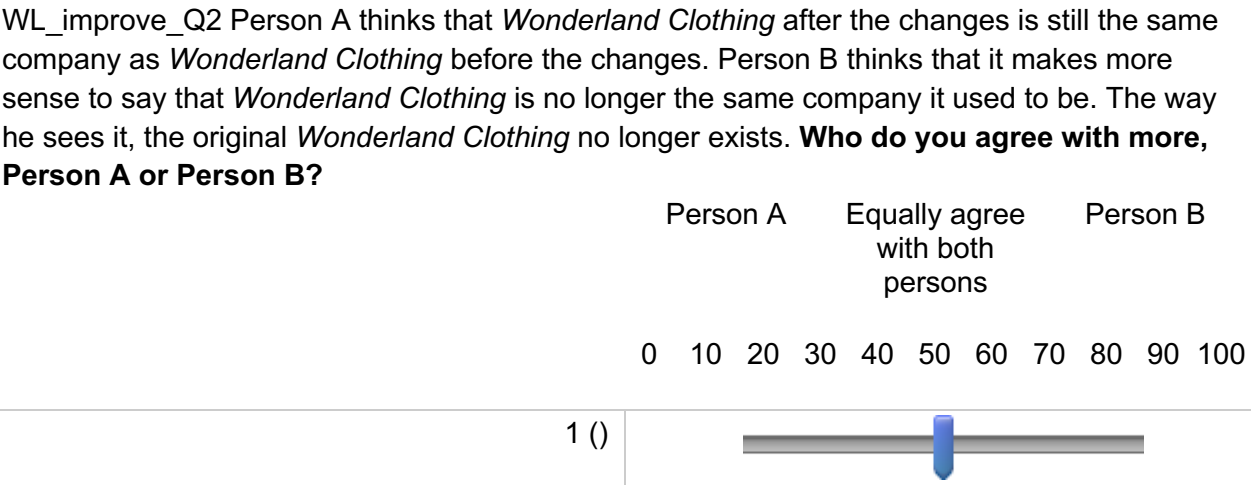 WL_improve_Q2 Person A thinks that Wonderland Clothing after the changes is still the same
company as Wonderland Clothing before the changes. Person B thinks that it makes more
sense to say that Wonderland Clothing is no longer the same company it used to be. The way
he sees it, the original Wonderland Clothing no longer exists. Who do you agree with more,
Person A or Person B?
Person A Equally agree Person B
with both
persons
0 10 20 30 40 50 60 70 80 90 100
1 ()